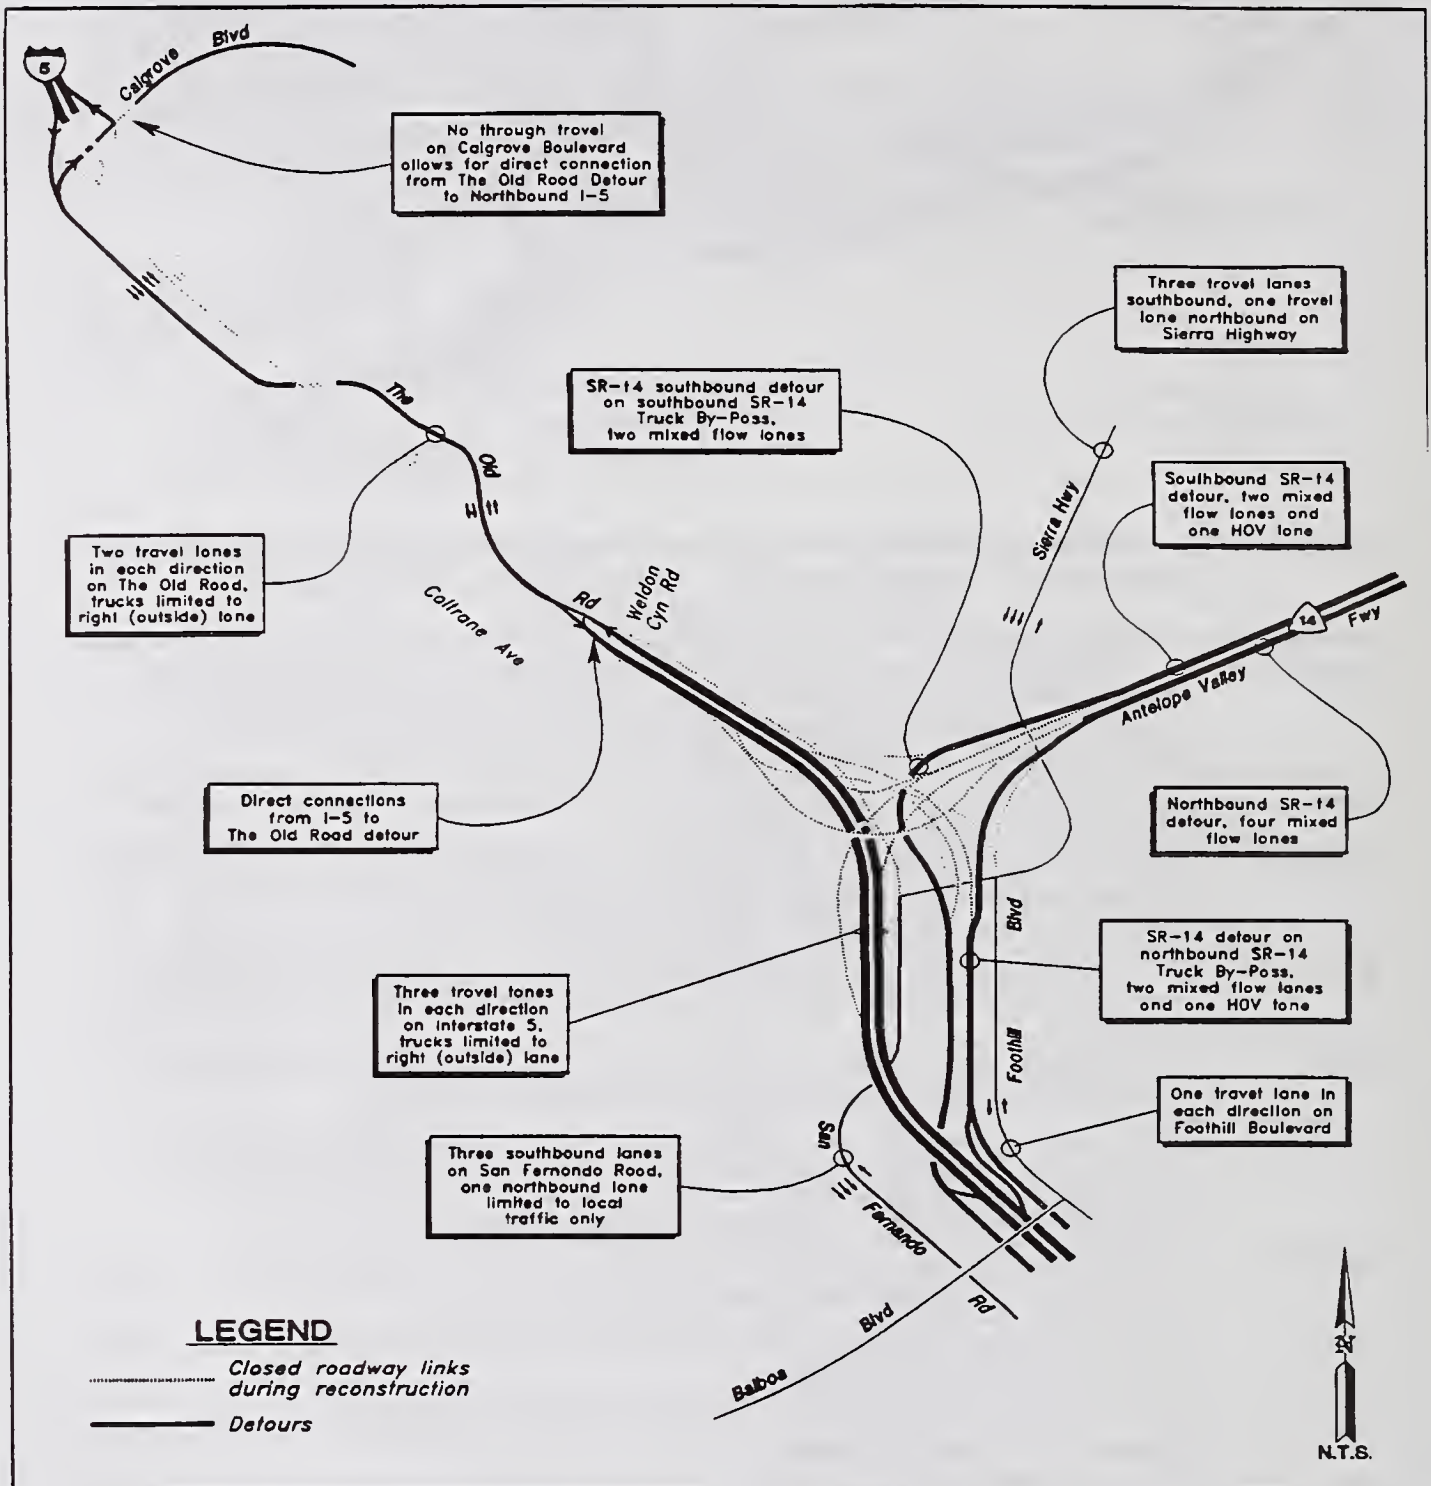 5
Calgrove Blvd
No through travel
on Calgrove Boulevard
allows for direct connection
from The Old Road Detour
to Northbound I-5
Three travel lanes
southbound, one travel
lane northbound on
Sierra Highway
SR-14 southbound detour
on southbound SR-14
Truck By-Pass,
two mixed flow lanes
The Old Rd
Sierra Hwy
Southbound SR-14
detour, two mixed
flow lanes and
one HOV lane
Two travel lanes
in each direction
on The Old Road,
trucks limited to
right (outside) lane
Weldon
Cyn Rd
Coltrane Ave
14
Antelope Valley Fwy
Direct connections
from I-5 to
The Old Road detour
Northbound SR-14
detour, four mixed
flow lanes
SR-14 detour on
northbound SR-14
Truck By-Pass,
two mixed flow lanes
and one HOV lane
Three travel lanes
in each direction
on Interstate 5,
trucks limited to
right (outside) lane
Foothill Blvd
One travel lane in
each direction on
Foothill Boulevard
Three southbound lanes
on San Fernando Road,
one northbound lane
limited to local
traffic only
San Fernando Rd
Balboa Blvd
LEGEND
Closed roadway links
during reconstruction
Detours
N
N.T.S.